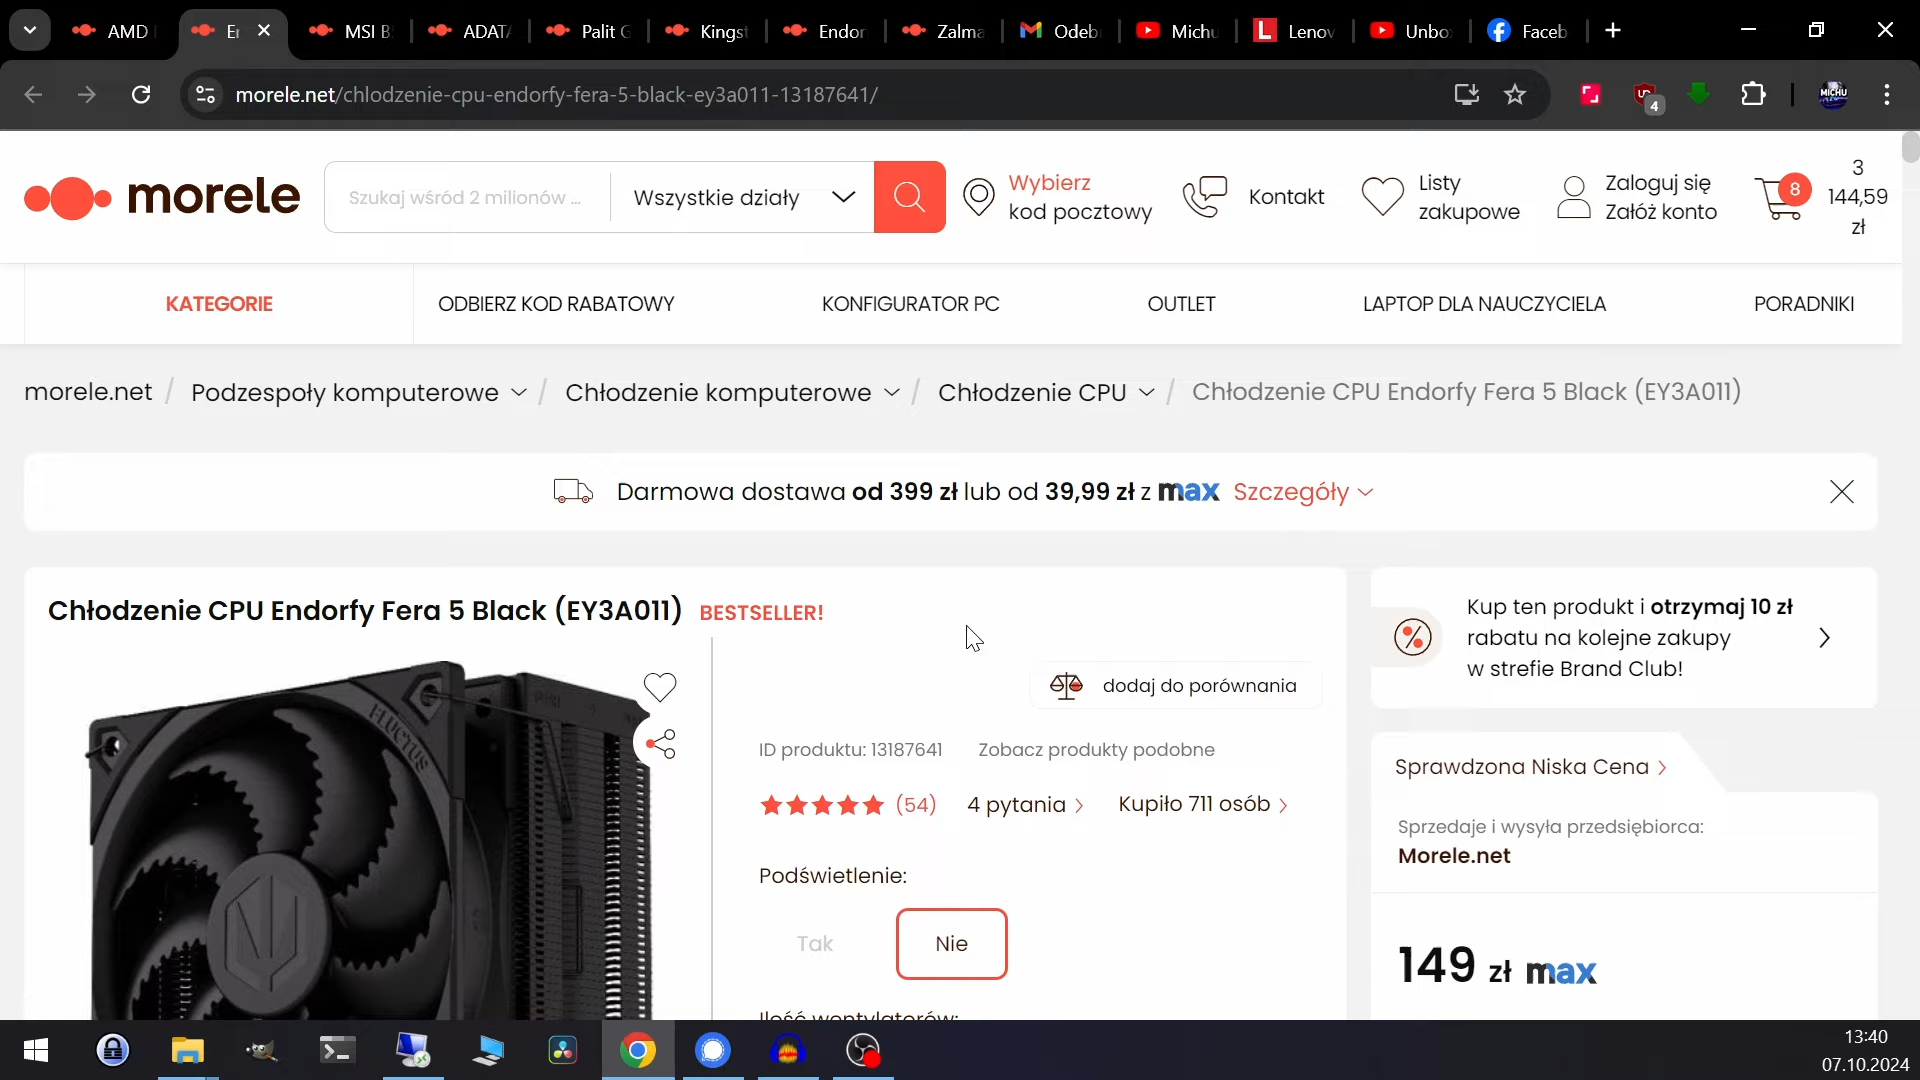 AMD
Er
MSI B
ADATA
Palit G
Kingst
Endor
Zalma
Odeb
Michu
Lenov
Unbo
Faceb
morele.net/chlodzenie-cpu-endorfy-fera-5-black-ey3a011-13187641/
4
MICHU
morele
Szukaj wśród 2 milionów ...
Wszystkie działy
Wybierz
kod pocztowy
Kontakt
Listy
zakupowe
Zaloguj się
Załóż konto
8
3
144,59
zł
KATEGORIE
ODBIERZ KOD RABATOWY
KONFIGURATOR PC
OUTLET
LAPTOP DLA NAUCZYCIELA
PORADNIKI
morele.net / Podzespoły komputerowe / Chłodzenie komputerowe / Chłodzenie CPU / Chłodzenie CPU Endorfy Fera 5 Black (EY3A011)
Darmowa dostawa od 399 zł lub od 39,99 zł z max Szczegóły
Chłodzenie CPU Endorfy Fera 5 Black (EY3A011) BESTSELLER!
FLUCTUS
dodaj do porównania
ID produktu: 13187641
Zobacz produkty podobne
(54)
4 pytania
Kupiło 711 osób
Podświetlenie:
Tak
Nie
Ilość wentylatorów:
Kup ten produkt i otrzymaj 10 zł
rabatu na kolejne zakupy
w strefie Brand Club!
Sprawdzona Niska Cena
Sprzedaje i wysyła przedsiębiorca:
Morele.net
149 zł max
13:40
07.10.2024